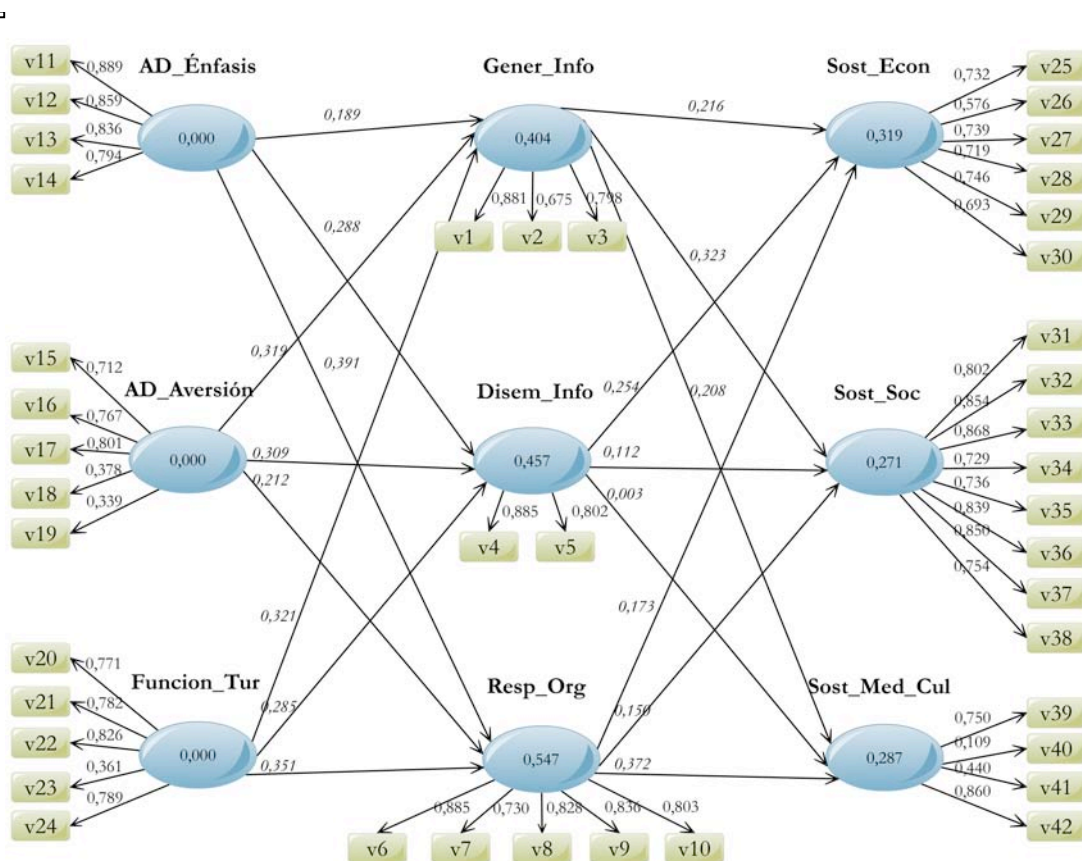 v11
v12
v13
v14
0,889
0,859
0,836
0,794
AD_Énfasis
0,000
0,189
0,288
0,391
Gener_Info
0,404
0,881
0,675
0,798
v1
v2
v3
0,216
0,323
0,208
Sost_Econ
0,319
0,732
0,576
0,739
0,719
0,746
0,693
v25
v26
v27
v28
v29
v30
v15
v16
v17
v18
v19
0,712
0,767
0,801
0,378
0,339
AD_Aversión
0,000
0,319
0,309
0,212
Disem_Info
0,457
0,885
0,802
v4
v5
0,254
0,112
0,003
Sost_Soc
0,271
0,802
0,854
0,868
0,729
0,736
0,839
0,850
0,754
v31
v32
v33
v34
v35
v36
v37
v38
v20
v21
v22
v23
v24
0,771
0,782
0,826
0,361
0,789
Funcion_Tur
0,000
0,321
0,285
0,351
Resp_Org
0,547
0,885
0,730
0,828
0,836
0,803
v6
v7
v8
v9
v10
0,173
0,150
0,372
Sost_Med_Cul
0,287
0,750
0,109
0,440
0,860
v39
v40
v41
v42